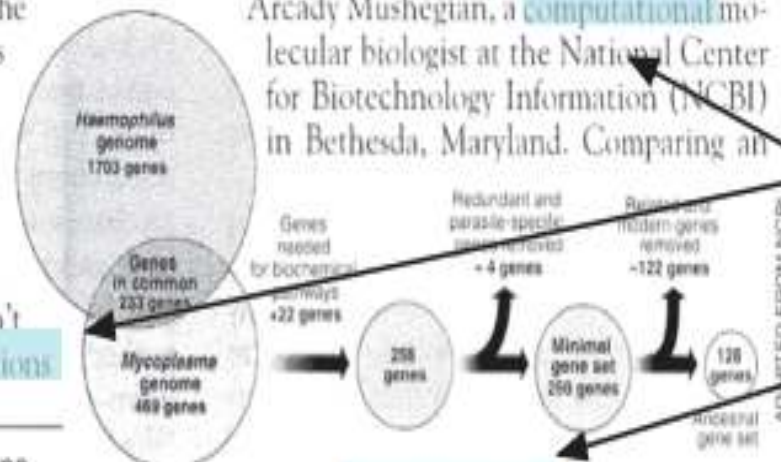 the
Arcady Mushegian, a computational mo-
lecular biologist at the National Center
for Biotechnology Information (NCBI)
in Bethesda, Maryland. Comparing an
Haemophilus
genome
1703 genes
Genes
in common
233 genes
Mycoplasma
genome
469 genes
Genes
needed
for biochemical
pathways
+22 genes
genes
Redundant and
parasite-specific
removed
- 4 genes
Minimal
gene set
genes
modern genes
removed
-122 genes
genes
Ancestral
gene set